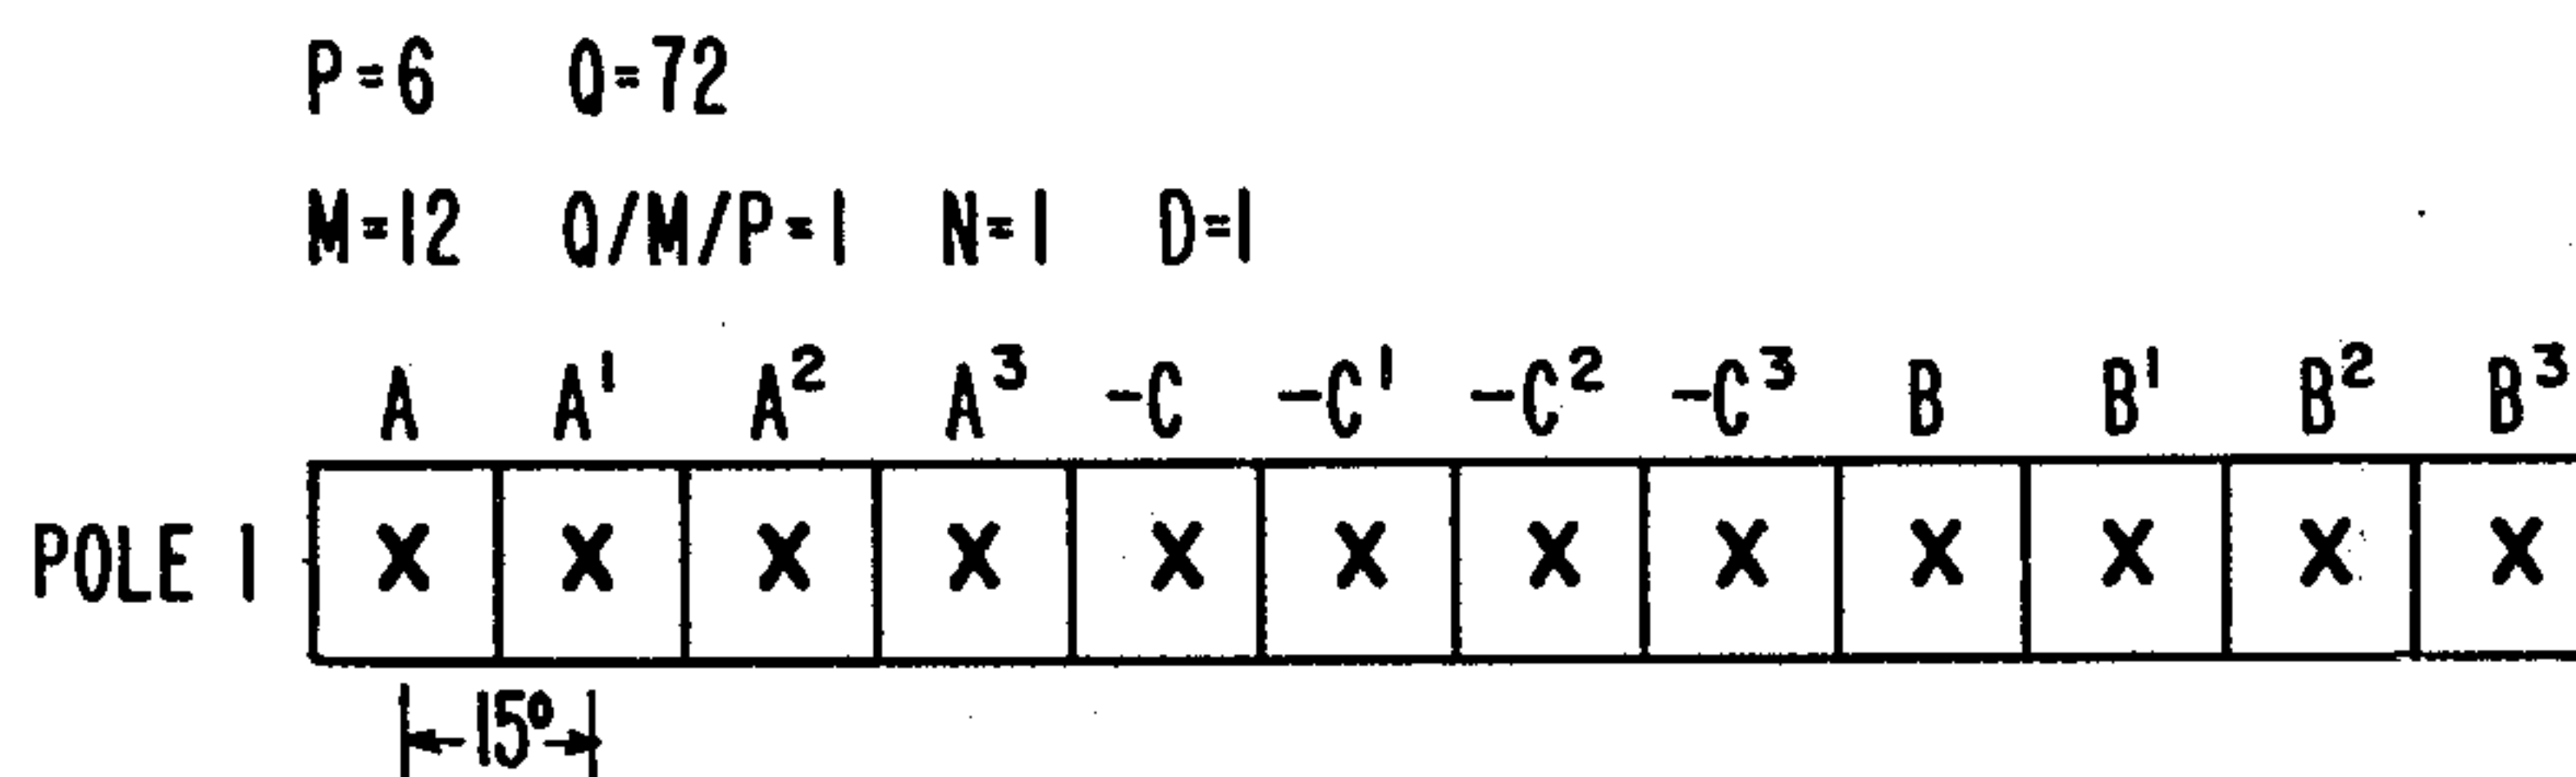 P=6 Q=72
M=12 Q/M/P=1 N=1 D=1
A A¹ A² A³ -C -C¹ -C² -C³ B B¹ B² B³
POLE 1 X X X X X X X X X X X X
15°